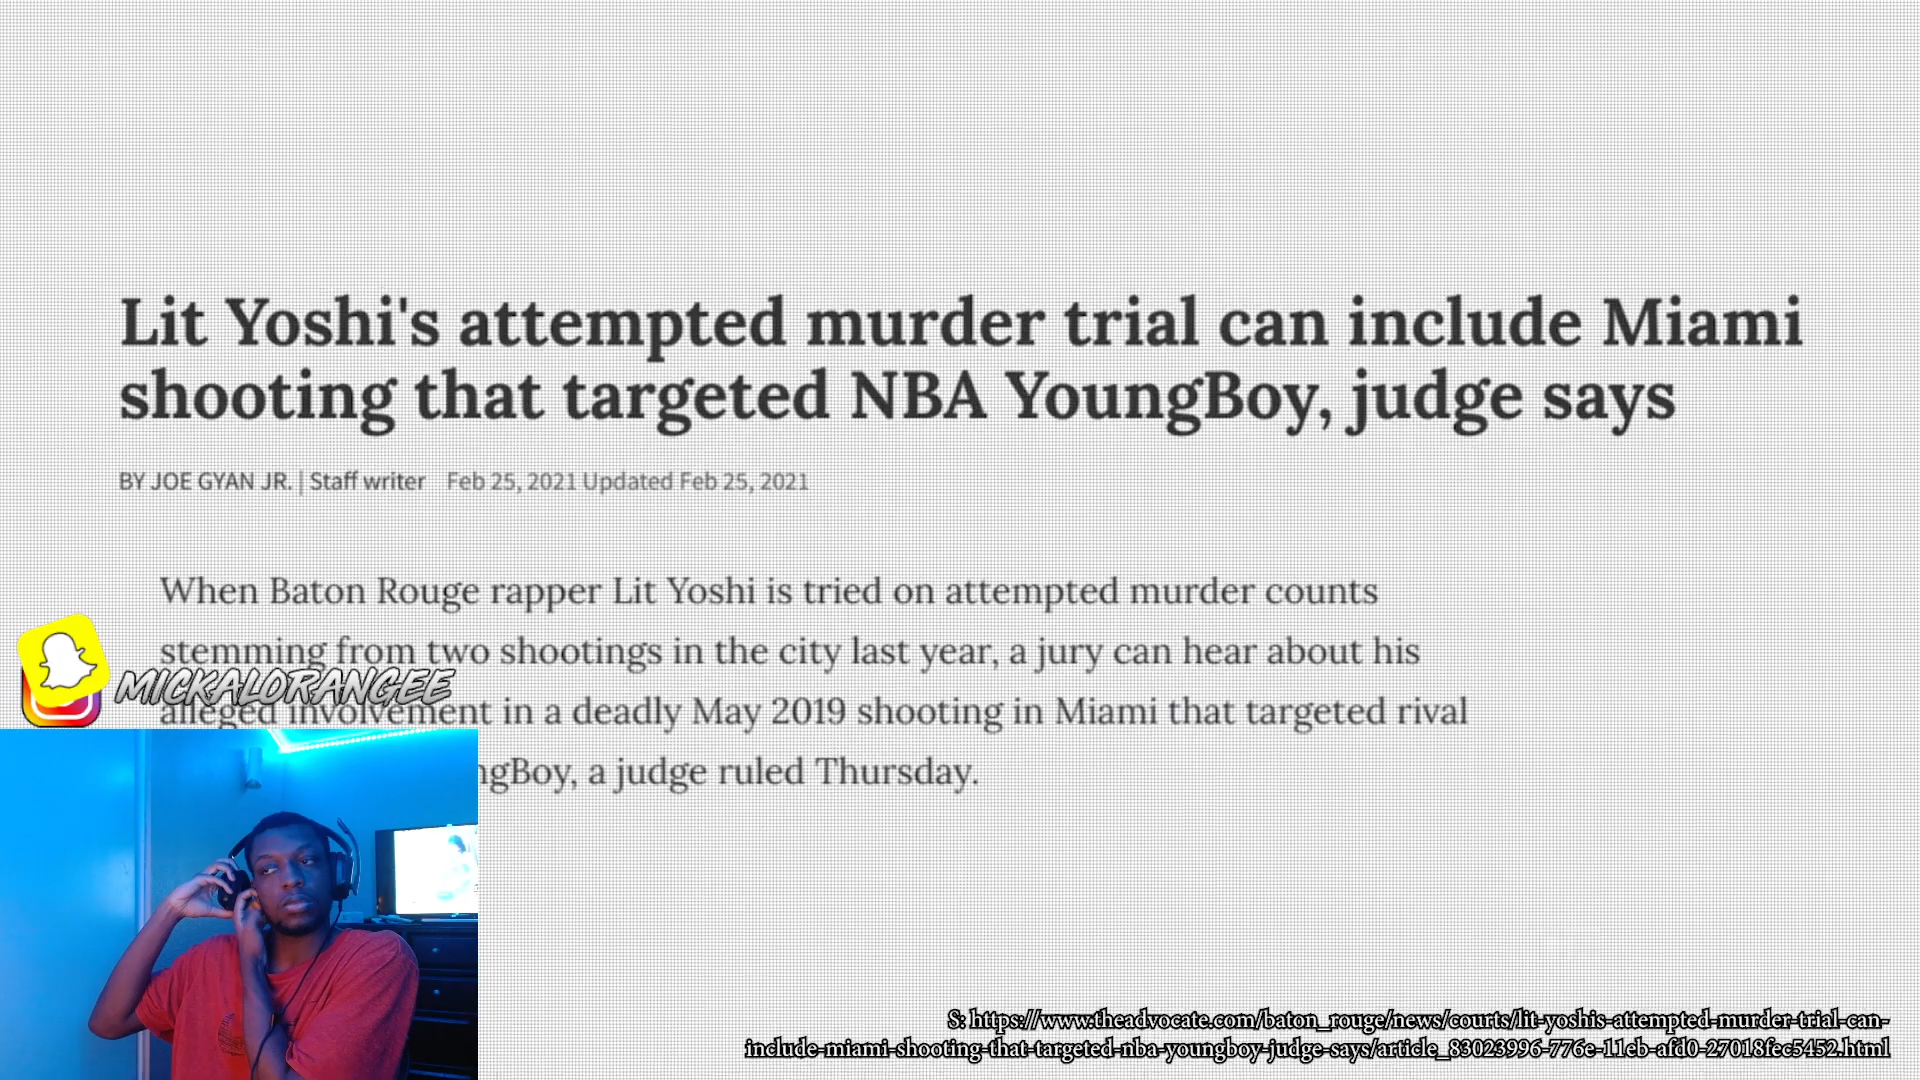 Lit Yoshi's attempted murder trial can include Miami
shooting that targeted NBA YoungBoy, judge says
BY JOE GYAN JR. | Staff writer Feb 25, 2021 Updated Feb 25, 2021
When Baton Rouge rapper Lit Yoshi is tried on attempted murder counts
stemming from two shootings in the city last year, a jury can hear about his
MICKALORANGEE
alleged involvement in a deadly May 2019 shooting in Miami that targeted rival
ngBoy, a judge ruled Thursday.
S: https://www.theadvocate.com/baton_rouge/news/courts/lit-yoshis-attempted-murder-trial-can-
include-miami-shooting-that-targeted-nba-youngboy-judge-says/article_83023996-776e-11eb-afd0-27018fec5452.html